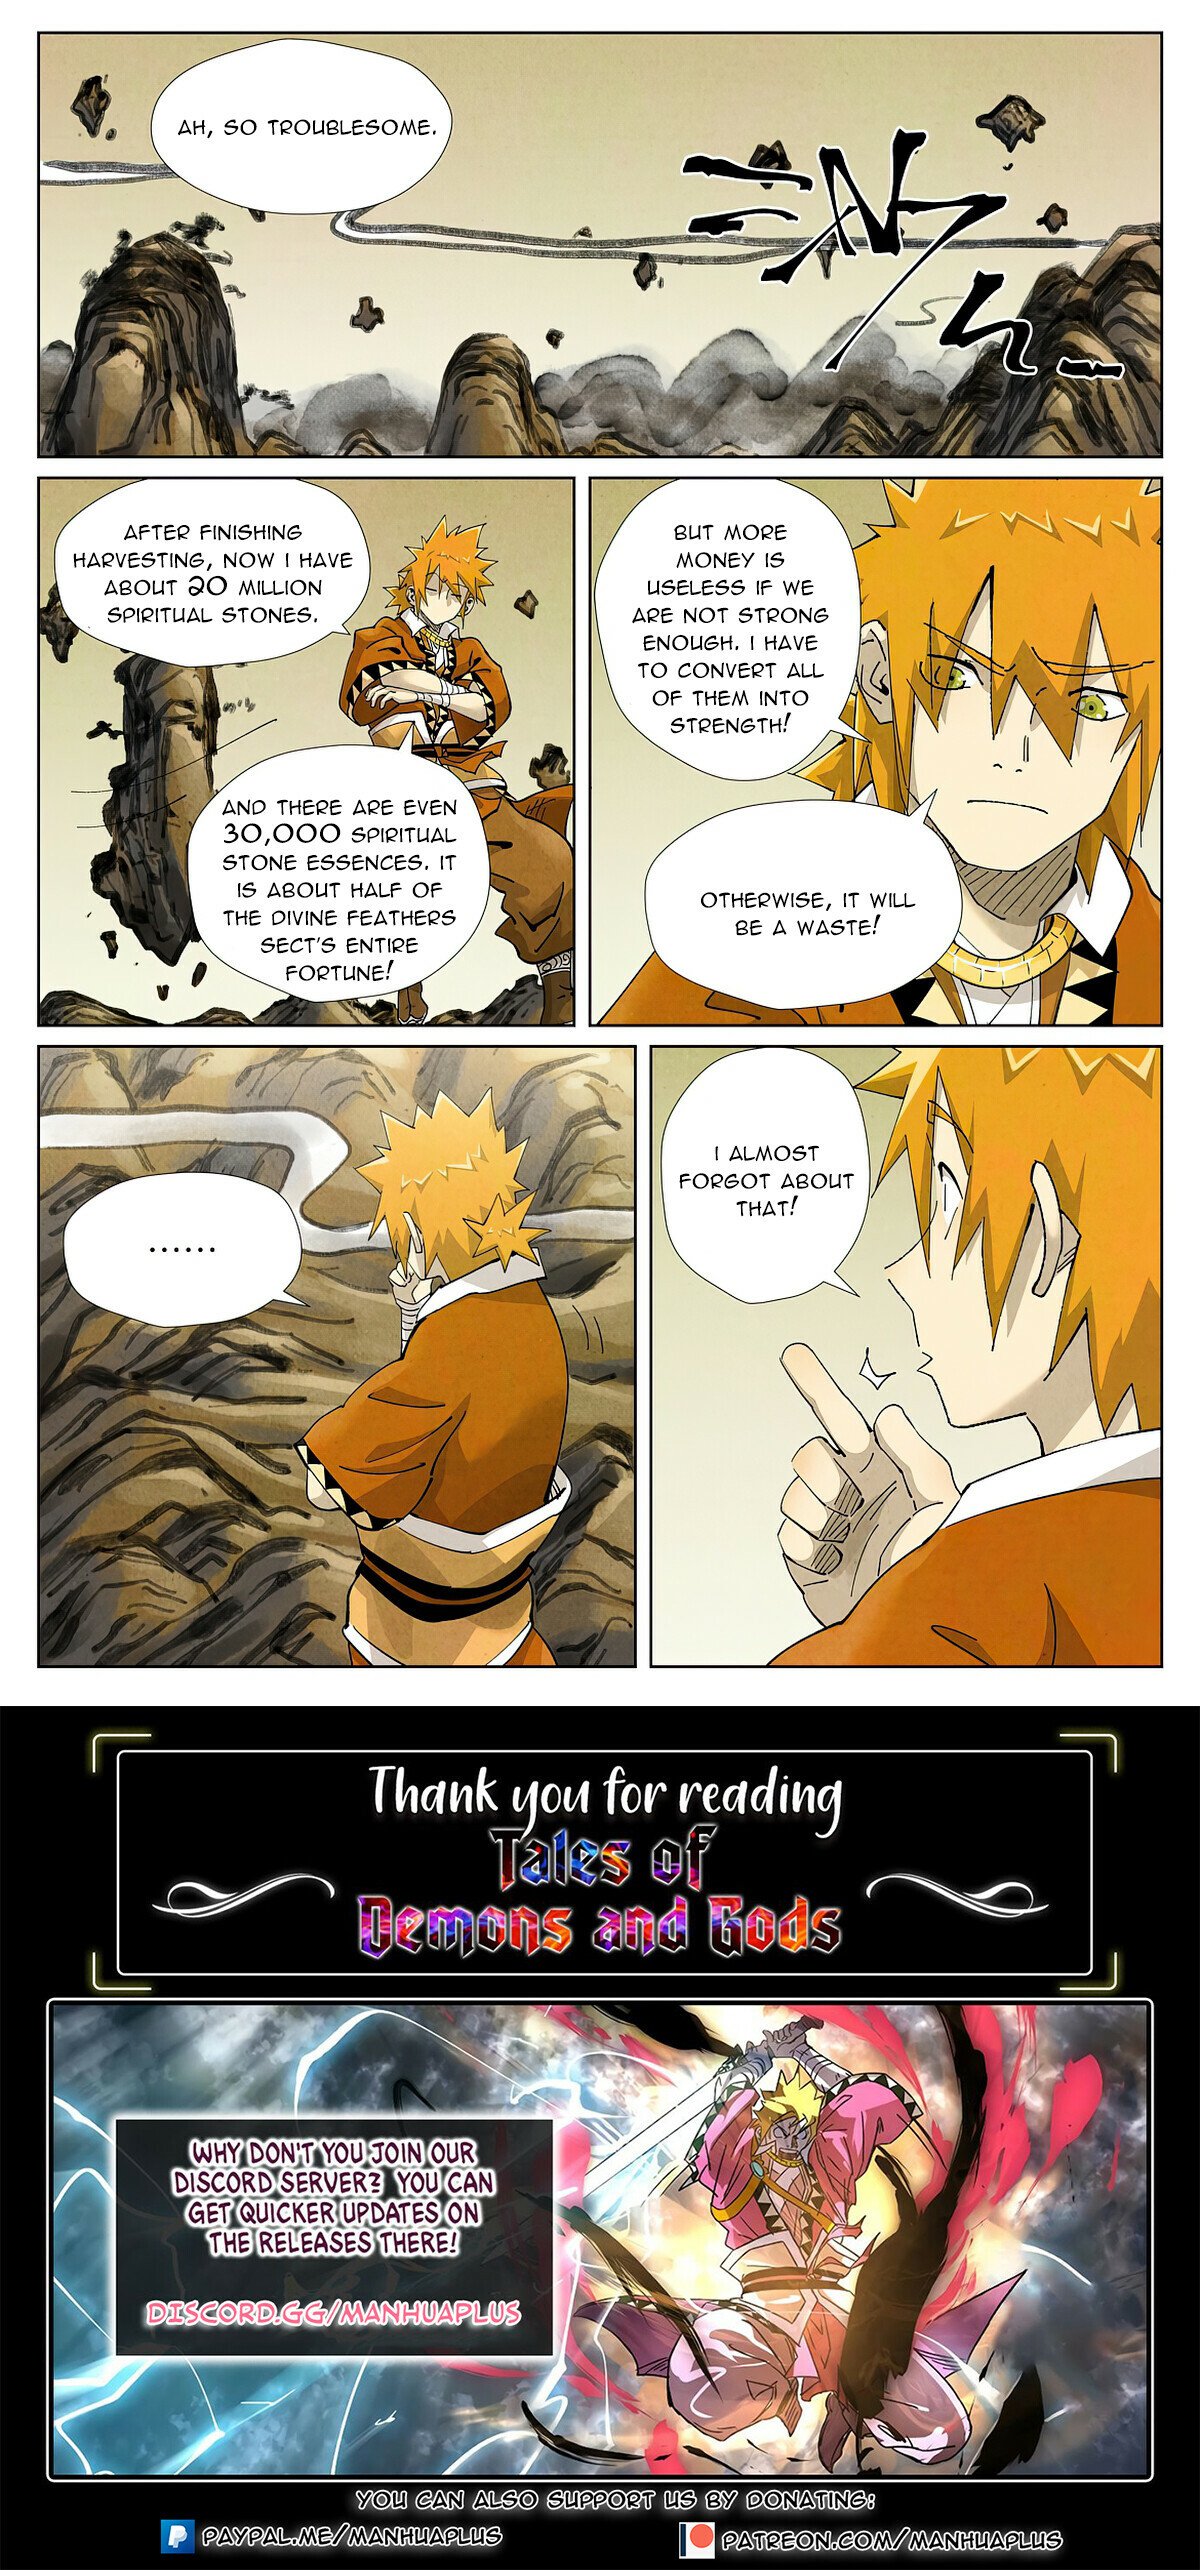 AH, SO TROUBLESOME.
AFTER FINISHING
HARVESTING, NOW I HAVE
ABOUT 20 MILLION
SPIRITUAL STONES.
AND THERE ARE EVEN
30,000 SPIRITUAL
STONE ESSENCES. IT
IS ABOUT HALF OF
THE DIVINE FEATHERS
SECT'S ENTIRE
FORTUNE!
BUT MORE
MONEY IS
USELESS IF WE
ARE NOT STRONG
ENOUGH. I HAVE
TO CONVERT ALL
OF THEM INTO
STRENGTH!
OTHERWISE, IT WILL
BE A WASTE!
......
I ALMOST
FORGOT ABOUT
THAT!
Thank you for reading
Tales of
Demons and Gods
WHY DON'T YOU JOIN OUR
DISCORD SERVER? YOU CAN
GET QUICKER UPDATES ON
THE RELEASES THERE!
DISCORD.GG/MANHUAPLUS
YOU CAN ALSO SUPPORT US BY DONATING:
PAYPAL.ME/MANHUAPLUS
PATREON.COM/MANHUAPLUS